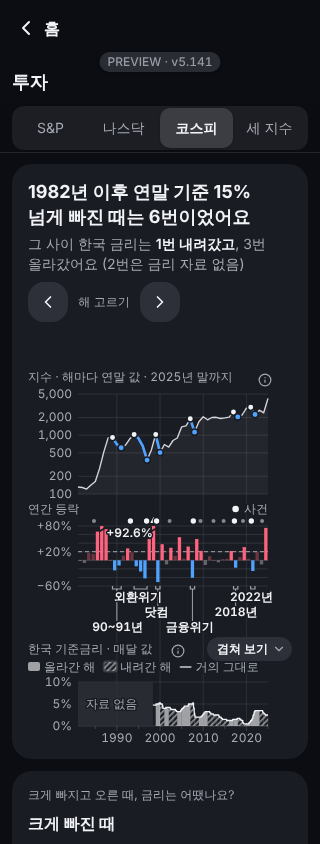 홈
PREVIEW · v5.141
투자
S&P 나스닥 코스피 세 지수
1982년 이후 연말 기준 15%
넘게 빠진 때는 6번이었어요
그 사이 한국 금리는 1번 내려갔고, 3번
올라갔어요 (2번은 금리 자료 없음)
해 고르기
지수 · 해마다 연말 값 · 2025년 말까지
5,000
2,000
1,000
500
200
100
연간 등락 사건
+80%
+92.6%
+20%
−60%
외환위기 2022년
닷컴 2018년
90~91년 금융위기
한국 기준금리 · 매달 값 겹쳐 보기
올라간 해 내려간 해 거의 그대로
10%
자료 없음
5%
0%
1990 2000 2010 2020
크게 빠지고 오른 때, 금리는 어땠나요?
크게 빠진 때